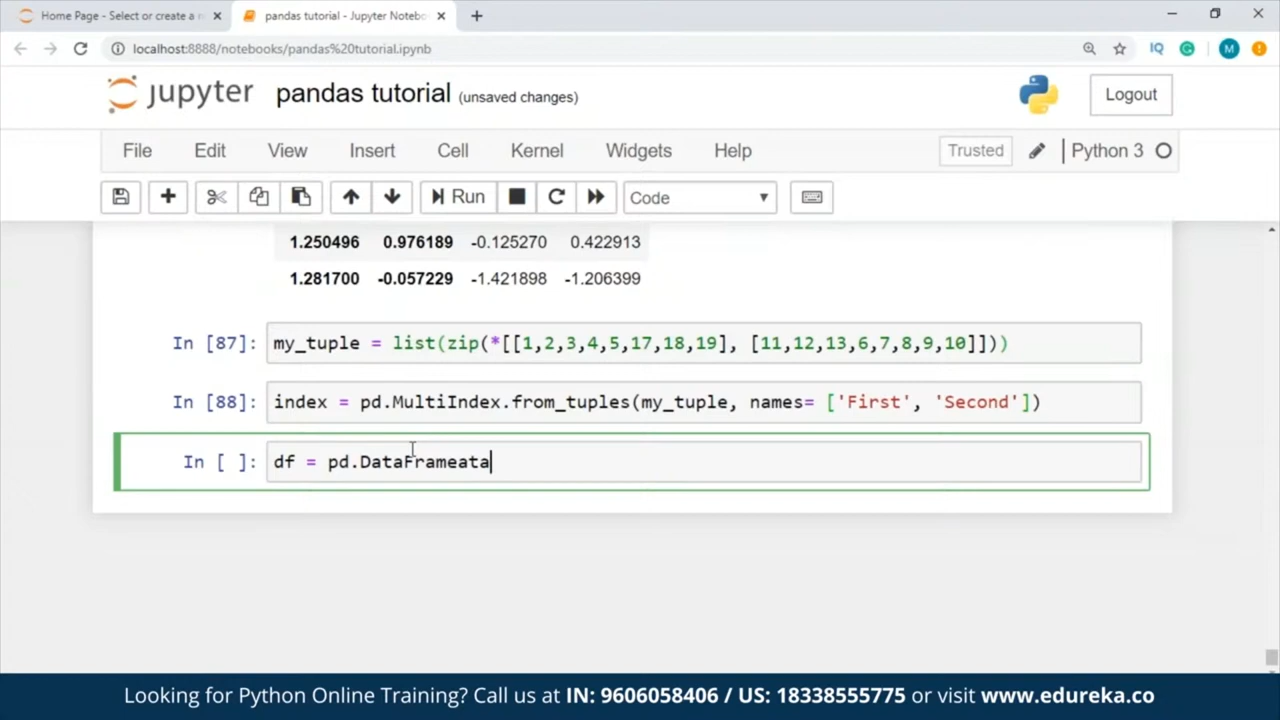 Home Page - Select or create a n
pandas tutorial - Jupyter Notebo
localhost:8888/notebooks/pandas%20tutorial.ipynb
IQ
G
M
jupyter pandas tutorial (unsaved changes)
Logout
File Edit View Insert Cell Kernel Widgets Help
Trusted Python 3
Run Code
1.250496 0.976189 -0.125270 0.422913
1.281700 -0.057229 -1.421898 -1.206399
In [87]: my_tuple = list(zip(*[[1,2,3,4,5,17,18,19], [11,12,13,6,7,8,9,10]]))
In [88]: index = pd.MultiIndex.from_tuples(my_tuple, names= ['First', 'Second'])
In [ ]: df = pd.DataFrameata
Looking for Python Online Training? Call us at IN: 9606058406 / US: 18338555775 or visit www.edureka.co